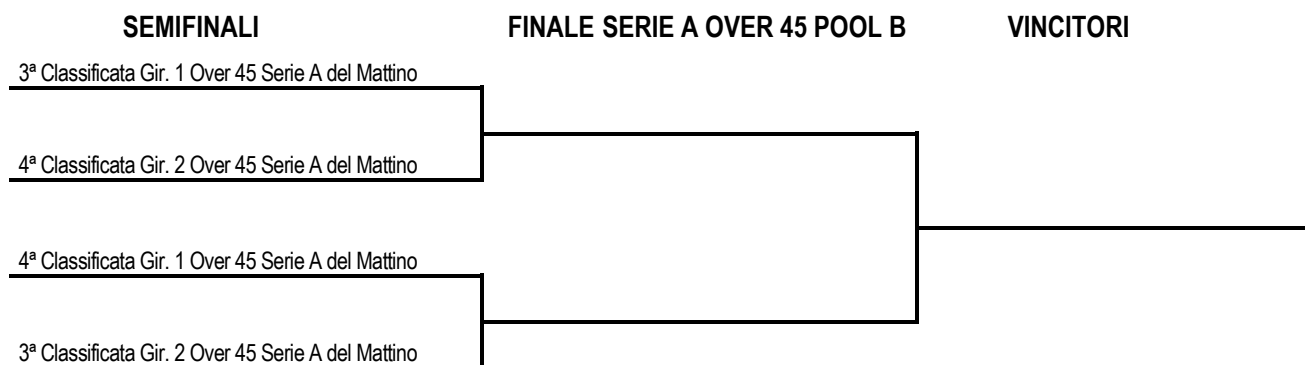 SEMIFINALI FINALE SERIE A OVER 45 POOL B VINCITORI
3ª Classificata Gir. 1 Over 45 Serie A del Mattino
4ª Classificata Gir. 2 Over 45 Serie A del Mattino
4ª Classificata Gir. 1 Over 45 Serie A del Mattino
3ª Classificata Gir. 2 Over 45 Serie A del Mattino